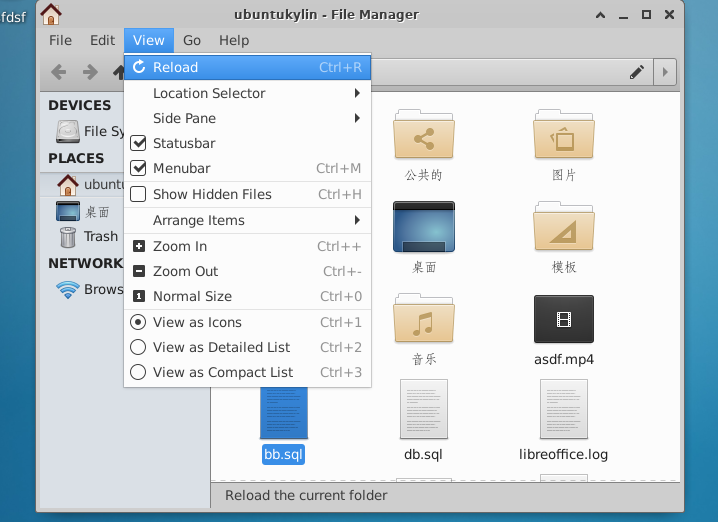 fdsf
ubuntukylin - File Manager
File Edit View Go Help
Reload Ctrl+R
Location Selector
Side Pane
Statusbar
Menubar Ctrl+M
Show Hidden Files Ctrl+H
Arrange Items
Zoom In Ctrl++
Zoom Out Ctrl+-
Normal Size Ctrl+0
View as Icons Ctrl+1
View as Detailed List Ctrl+2
View as Compact List Ctrl+3
DEVICES
File Sy
PLACES
ubuntu
桌面
Trash
NETWORK
Brows
公共的
图片
桌面
模板
音乐
asdf.mp4
bb.sql
db.sql
libreoffice.log
Reload the current folder